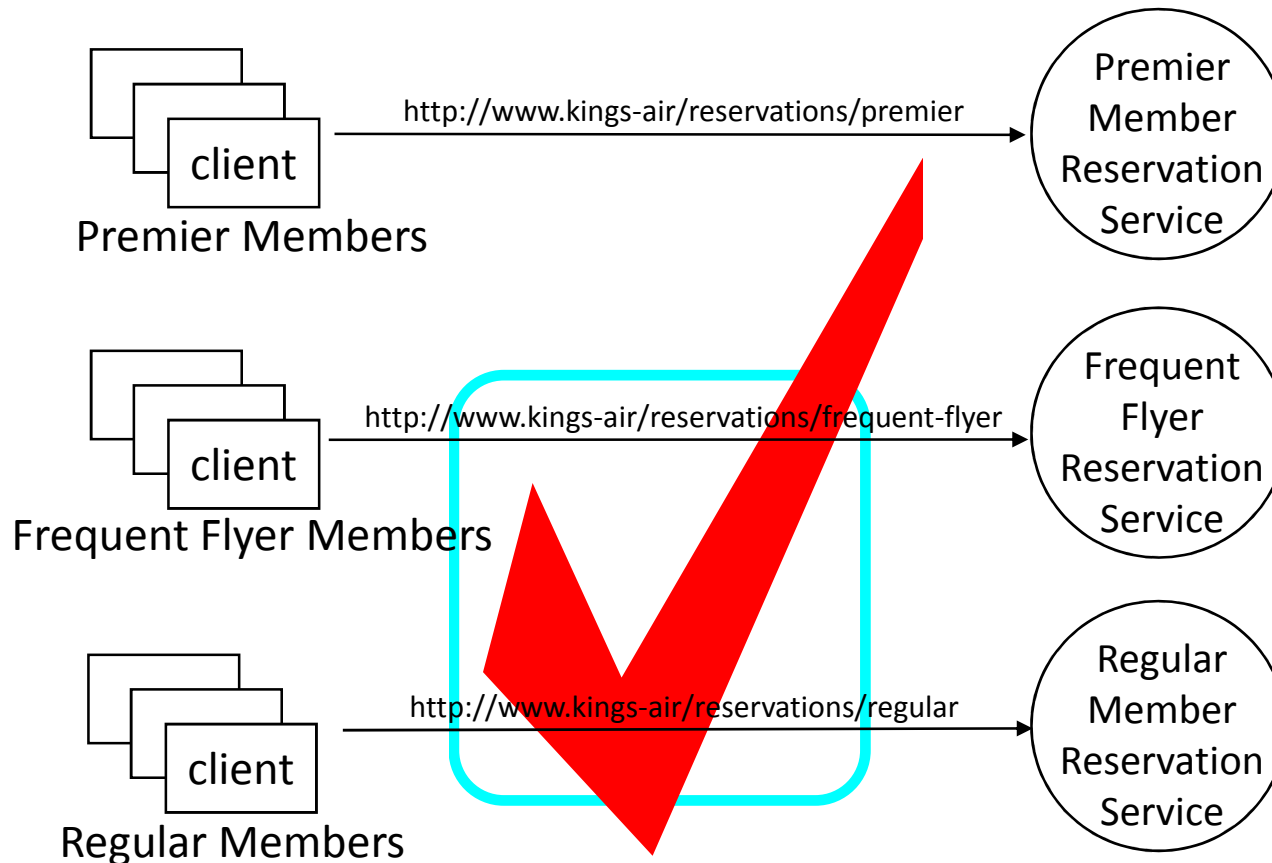 http://www.kings-air/reservations/premier
client
Premier Members
Premier
Member
Reservation
Service
http://www.kings-air/reservations/frequent-flyer
client
Frequent Flyer Members
Frequent
Flyer
Reservation
Service
http://www.kings-air/reservations/regular
client
Regular Members
Regular
Member
Reservation
Service